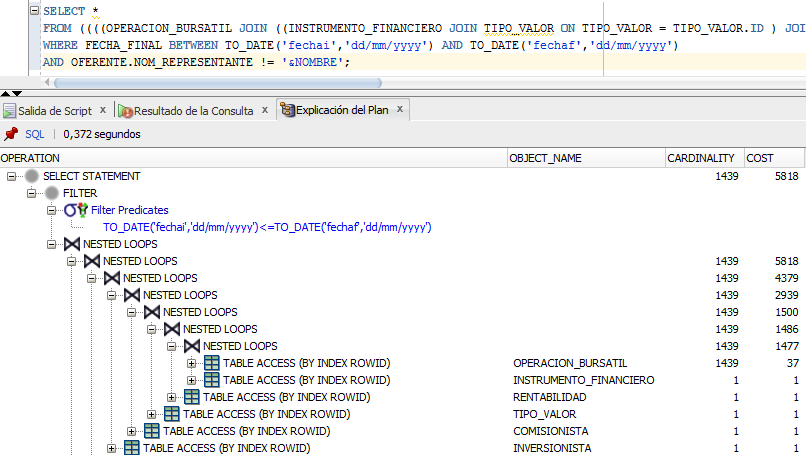 SELECT *
FROM ((((OPERACION_BURSATIL JOIN ((INSTRUMENTO_FINANCIERO JOIN TIPO_VALOR ON TIPO_VALOR = TIPO_VALOR.ID ) JOI
WHERE FECHA_FINAL BETWEEN TO_DATE('fechai','dd/mm/yyyy') AND TO_DATE('fechaf','dd/mm/yyyy')
AND OFERENTE.NOM_REPRESENTANTE != '&NOMBRE';
Salida de Script x Resultado de la Consulta x Explicación del Plan x
SQL | 0,372 segundos
OPERATION OBJECT_NAME CARDINALITY COST
SELECT STATEMENT 1439 5818
FILTER
Filter Predicates
TO_DATE('fechai','dd/mm/yyyy')<=TO_DATE('fechaf','dd/mm/yyyy')
NESTED LOOPS
NESTED LOOPS 1439 5818
NESTED LOOPS 1439 4379
NESTED LOOPS 1439 2939
NESTED LOOPS 1439 1500
NESTED LOOPS 1439 1486
NESTED LOOPS 1439 1477
TABLE ACCESS (BY INDEX ROWID) OPERACION_BURSATIL 1439 37
TABLE ACCESS (BY INDEX ROWID) INSTRUMENTO_FINANCIERO 1 1
TABLE ACCESS (BY INDEX ROWID) RENTABILIDAD 1 1
TABLE ACCESS (BY INDEX ROWID) TIPO_VALOR 1 1
TABLE ACCESS (BY INDEX ROWID) COMISIONISTA 1 1
TABLE ACCESS (BY INDEX ROWID) INVERSIONISTA 1 1